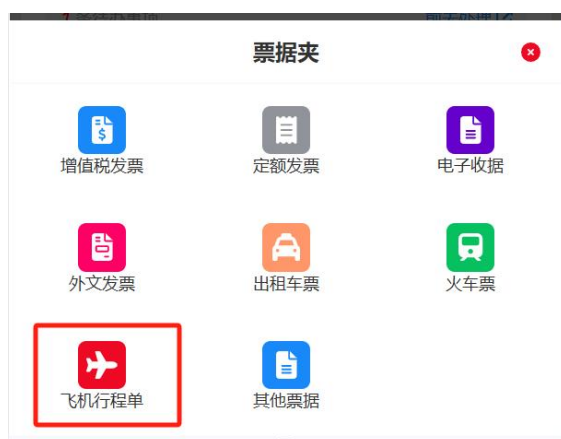 票据夹
增值税发票
定额发票
电子收据
外文发票
出租车票
火车票
飞机行程单
其他票据